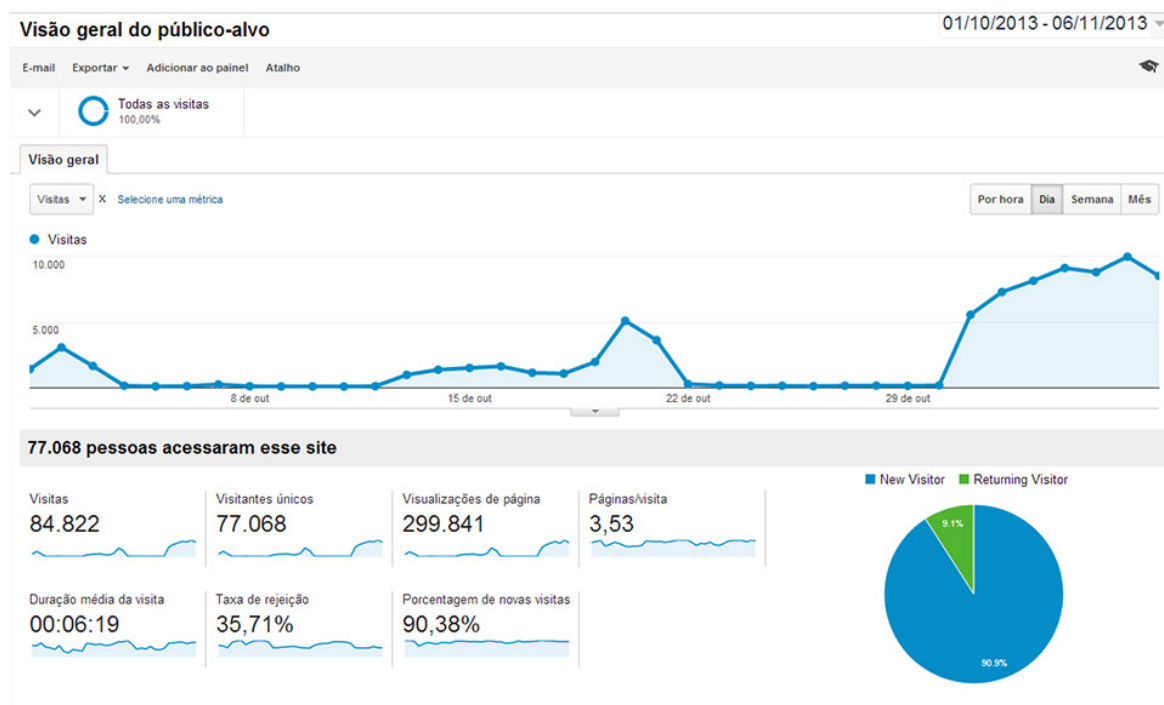 Visão geral do público-alvo
01/10/2013 - 06/11/2013
E-mail Exportar Adicionar ao painel Atalho
Todas as visitas
100,00%
Visão geral
Visitas X Selecione uma métrica
Por hora Dia Semana Mês
Visitas
10.000
5.000
8 de out 15 de out 22 de out 29 de out
77.068 pessoas acessaram esse site
New Visitor Returning Visitor
Visitas Visitantes únicos Visualizações de página Páginas/visita
84.822 77.068 299.841 3,53
9.1%
Duração média da visita Taxa de rejeição Porcentagem de novas visitas
00:06:19 35,71% 90,38%
90.9%